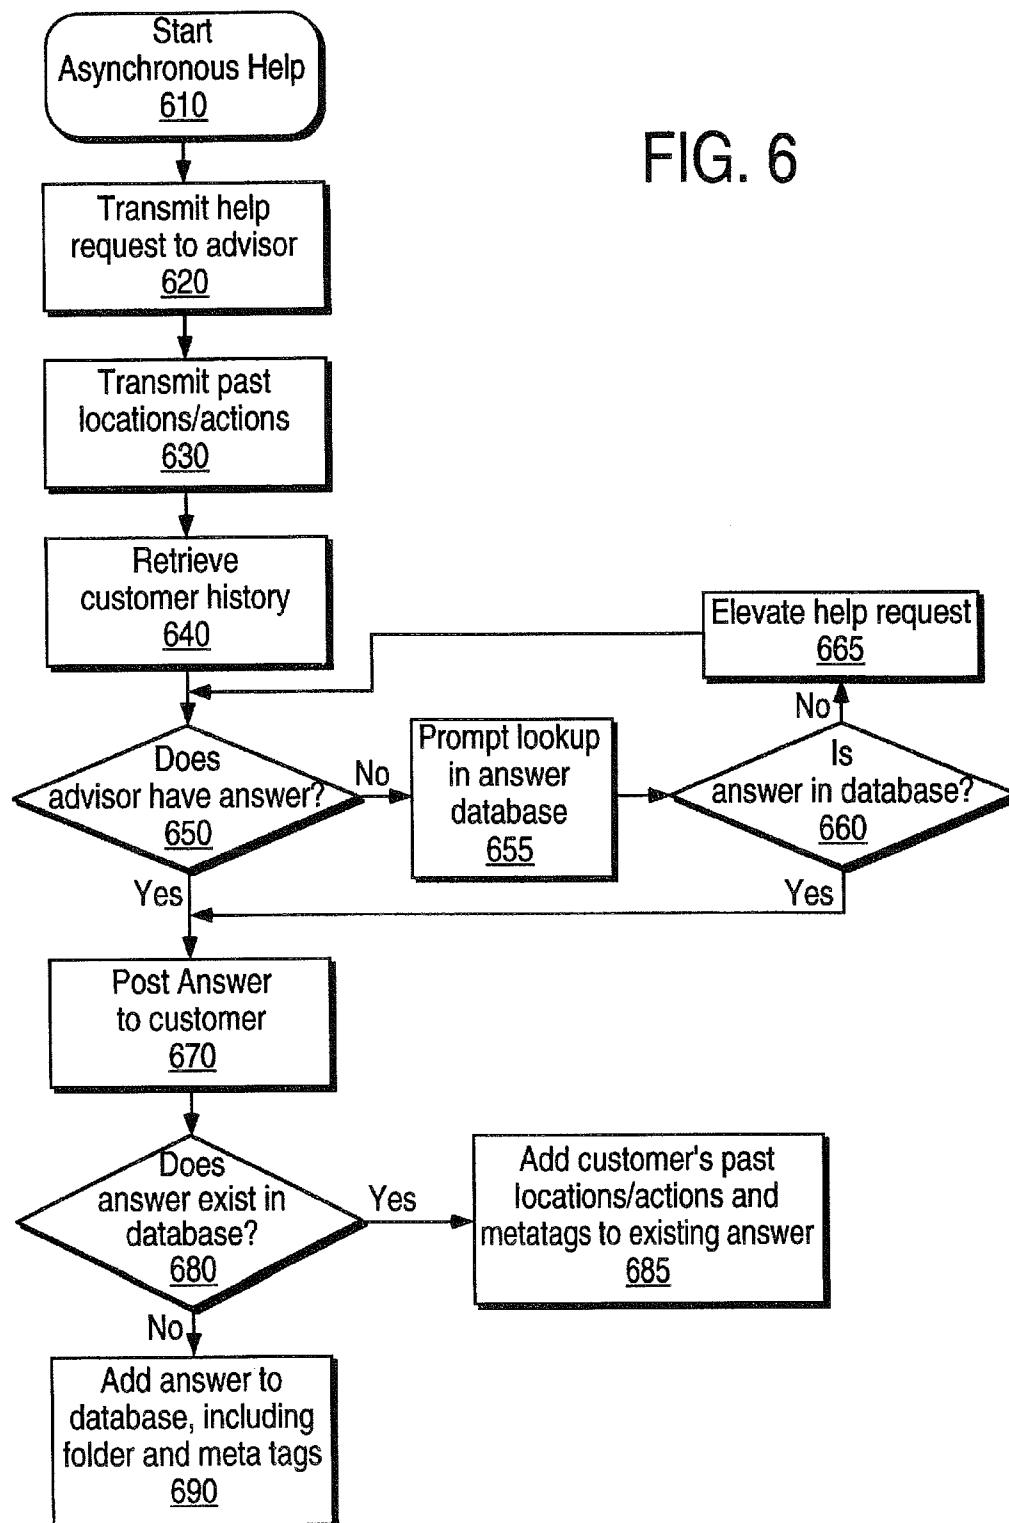 Start
Asynchronous Help
610
FIG. 6
Transmit help
request to advisor
620
Transmit past
locations/actions
630
Retrieve
customer history
640
Elevate help request
665
No
Does
advisor have answer?
650
No
Prompt lookup
in answer
database
655
Is
answer in database?
660
Yes
Yes
Post Answer
to customer
670
Does
answer exist in
database?
680
Yes
Add customer's past
locations/actions and
metatags to existing answer
685
No
Add answer to
database, including
folder and meta tags
690